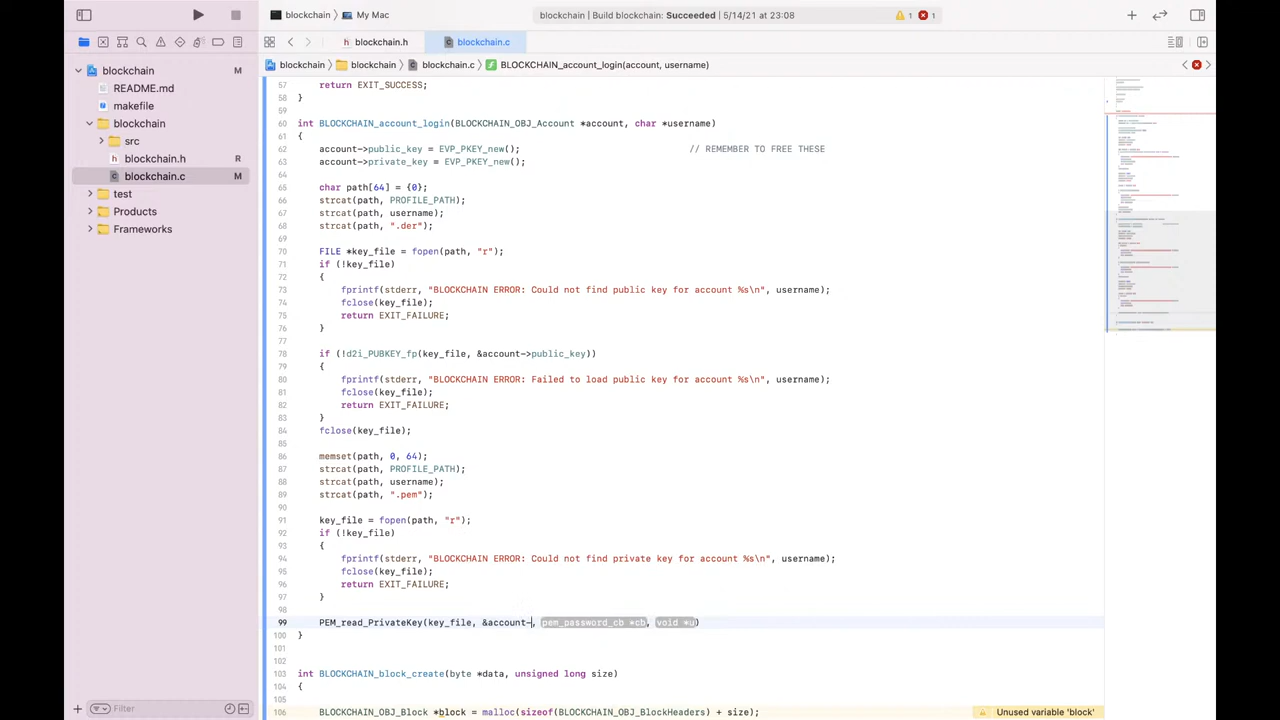 blockchain My Mac
blockchain | Build blockchain: Succeeded | 5/14/21 at 23:08
1 1
blockchain.h blockchain.c
blockchain blockchain blockchain.c BLOCKCHAIN_account_login(account, username)
blockchain M
README.md
makefile
blockchain
src
blockchain.h
blockchain.c
test
Products
Frameworks
Filter
57 return EXIT_SUCCESS;
58 }
59
60 int BLOCKCHAIN_account_login(BLOCKCHAIN_OBJ_Account *account, char *username)
61 {
62 account->public_key = EVP_PKEY_new(); // REMEMBER TO FREE THESE
63 account->private_key = EVP_PKEY_new();
64
65 char path[64] =
66 strcat(path, PROFILE_PATH);
67 strcat(path, username);
68 strcat(path,
69
70 FILE *key_file = fopen(path, "r");
71 if (!key_file)
72 {
73 fprintf(stderr, "BLOCKCHAIN ERROR: Could not find public key for account %s\n", username);
74 fclose(key_file);
75 return EXIT_FAILURE;
76 }
77
78 if (!d2i_PUBKEY_fp(key_file, &account->public_key))
79 {
80 fprintf(stderr, "BLOCKCHAIN ERROR: Failed to load public key for account %s\n", username);
81 fclose(key_file);
82 return EXIT_FAILURE;
83 }
84 fclose(key_file);
85
86 memset(path, 0, 64);
87 strcat(path, PROFILE_PATH);
88 strcat(path, username);
89 strcat(path, ".pem");
90
91 key_file = fopen(path, "r");
92 if (!key_file)
93 {
94 fprintf(stderr, "BLOCKCHAIN ERROR: Could not find private key for account %s\n", username);
95 fclose(key_file);
96 return EXIT_FAILURE;
97 }
98
99 PEM_read_PrivateKey(key_file, &account-, pem_password_cb *cb, void *u)
100 }
101
102
103 int BLOCKCHAIN_block_create(byte *data, unsigned long size)
104 {
105
106 BLOCKCHAIN_OBJ_Block *block = malloc(sizeof(BLOCKCHAIN_OBJ_BlockHeaders) + size); Unused variable 'block'